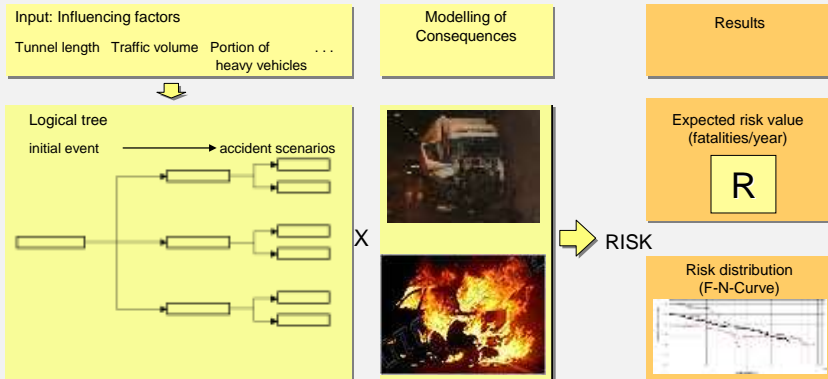 Input: Influencing factors
Tunnel length Traffic volume Portion of heavy vehicles . . .
Modelling of
Consequences
Results
Logical tree
initial event accident scenarios
X
RISK
Expected risk value
(fatalities/year)
R
Risk distribution
(F-N-Curve)